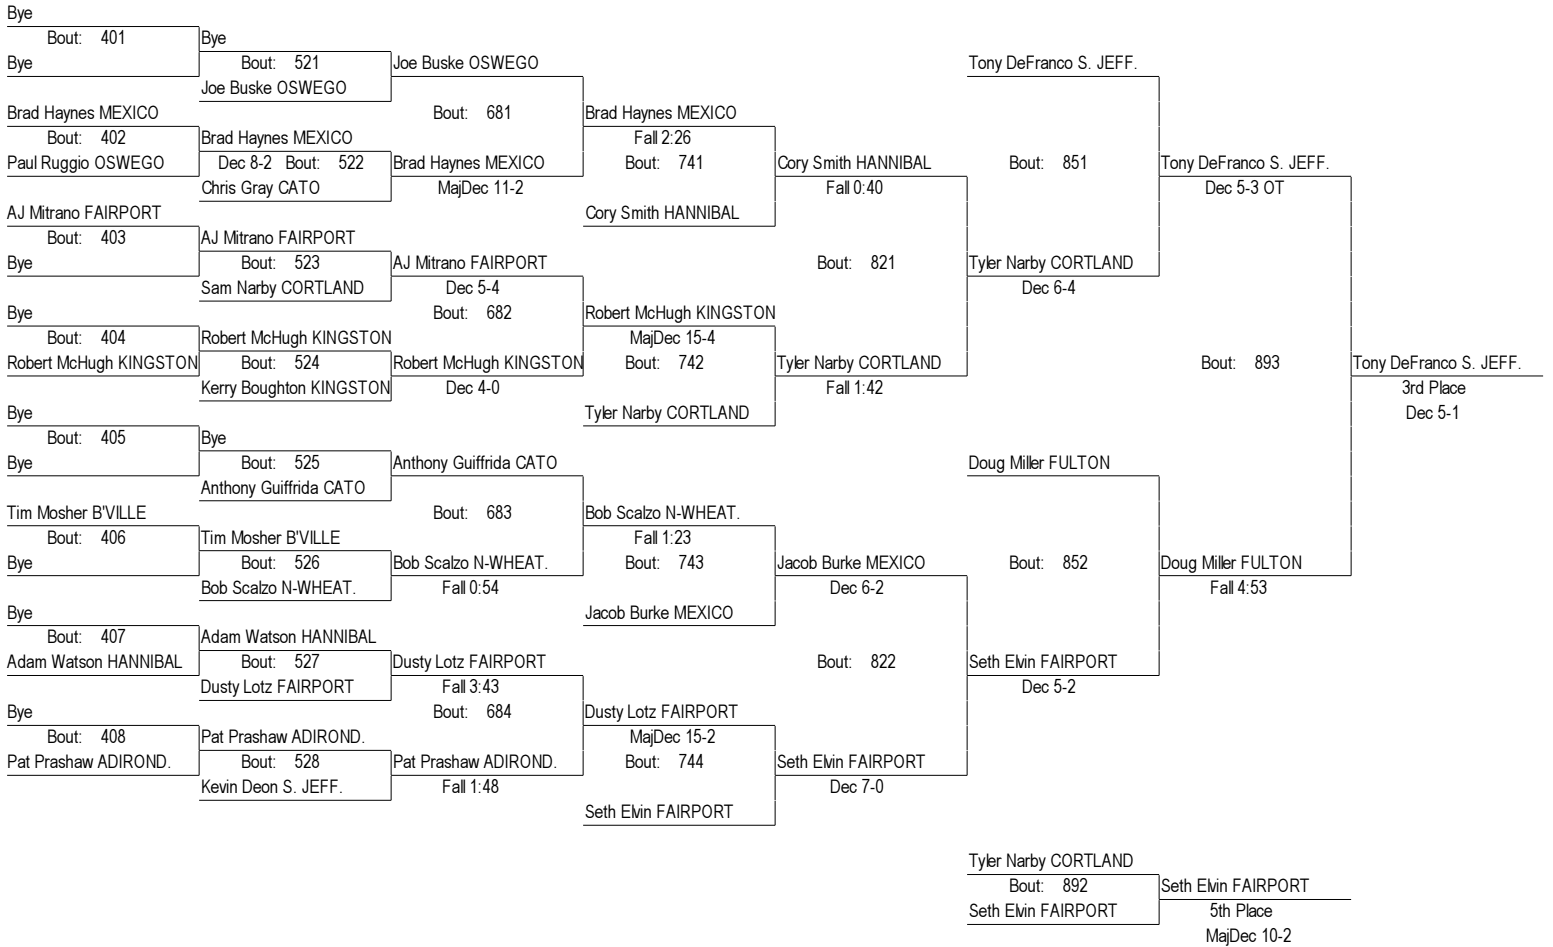 Bye
Bout: 401 Bye
Bye Bout: 521 Joe Buske OSWEGO Tony DeFranco S. JEFF.
Joe Buske OSWEGO
Brad Haynes MEXICO Bout: 681 Brad Haynes MEXICO
Bout: 402 Brad Haynes MEXICO Fall 2:26
Paul Ruggio OSWEGO Dec 8-2 Bout: 522 Brad Haynes MEXICO Bout: 741 Cory Smith HANNIBAL Bout: 851 Tony DeFranco S. JEFF.
Chris Gray CATO MajDec 11-2 Fall 0:40 Dec 5-3 OT
AJ Mitrano FAIRPORT Cory Smith HANNIBAL
Bout: 403 AJ Mitrano FAIRPORT
Bye Bout: 523 AJ Mitrano FAIRPORT Bout: 821 Tyler Narby CORTLAND
Sam Narby CORTLAND Dec 5-4 Dec 6-4
Bye Bout: 682 Robert McHugh KINGSTON
Bout: 404 Robert McHugh KINGSTON MajDec 15-4
Robert McHugh KINGSTON Bout: 524 Robert McHugh KINGSTON Bout: 742 Tyler Narby CORTLAND Bout: 893 Tony DeFranco S. JEFF.
Kerry Boughton KINGSTON Dec 4-0 Fall 1:42 3rd Place
Bye Tyler Narby CORTLAND Dec 5-1
Bout: 405 Bye
Bye Bout: 525 Anthony Guiffrida CATO Doug Miller FULTON
Anthony Guiffrida CATO
Tim Mosher B'VILLE Bout: 683 Bob Scalzo N-WHEAT.
Bout: 406 Tim Mosher B'VILLE Fall 1:23
Bye Bout: 526 Bob Scalzo N-WHEAT. Bout: 743 Jacob Burke MEXICO Bout: 852 Doug Miller FULTON
Bob Scalzo N-WHEAT. Fall 0:54 Dec 6-2 Fall 4:53
Bye Jacob Burke MEXICO
Bout: 407 Adam Watson HANNIBAL
Adam Watson HANNIBAL Bout: 527 Dusty Lotz FAIRPORT Bout: 822 Seth Elvin FAIRPORT
Dusty Lotz FAIRPORT Fall 3:43 Dec 5-2
Bye Bout: 684 Dusty Lotz FAIRPORT
Bout: 408 Pat Prashaw ADIROND. MajDec 15-2
Pat Prashaw ADIROND. Bout: 528 Pat Prashaw ADIROND. Bout: 744 Seth Elvin FAIRPORT
Kevin Deon S. JEFF. Fall 1:48 Dec 7-0
Seth Elvin FAIRPORT
Tyler Narby CORTLAND
Bout: 892 Seth Elvin FAIRPORT
Seth Elvin FAIRPORT 5th Place
MajDec 10-2